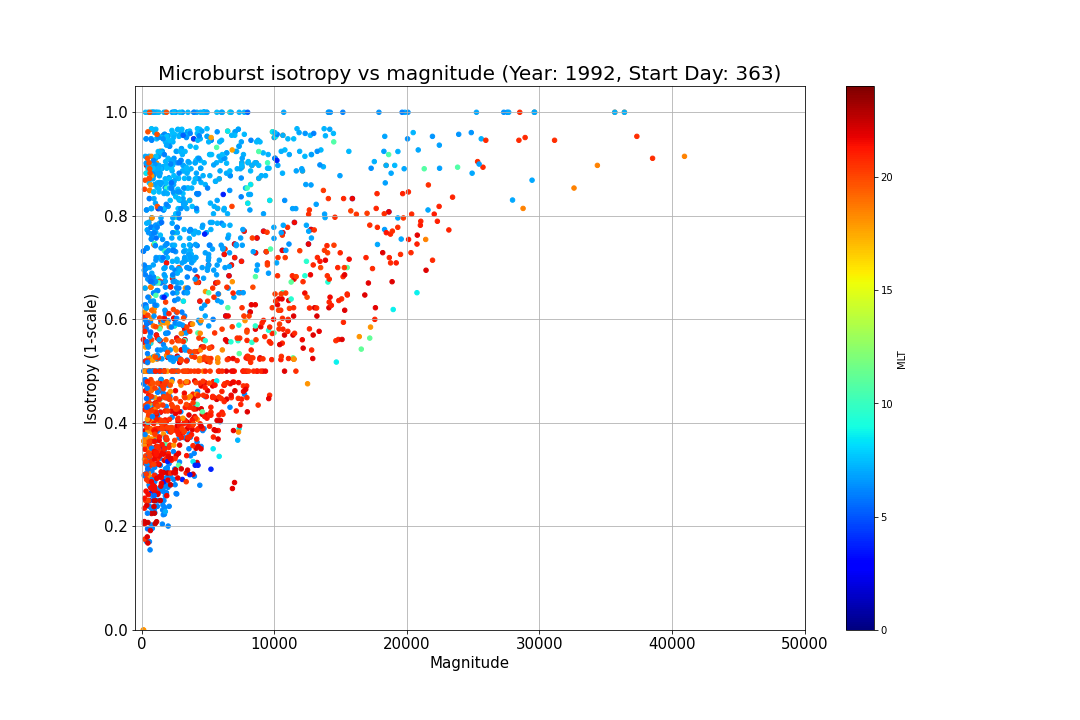 Microburst isotropy vs magnitude (Year: 1992, Start Day: 363)
1.0
0.8
0.6
0.4
0.2
0.0
Isotropy (1-scale)
0 10000 20000 30000 40000 50000
Magnitude
20
15
10
5
0
MLT